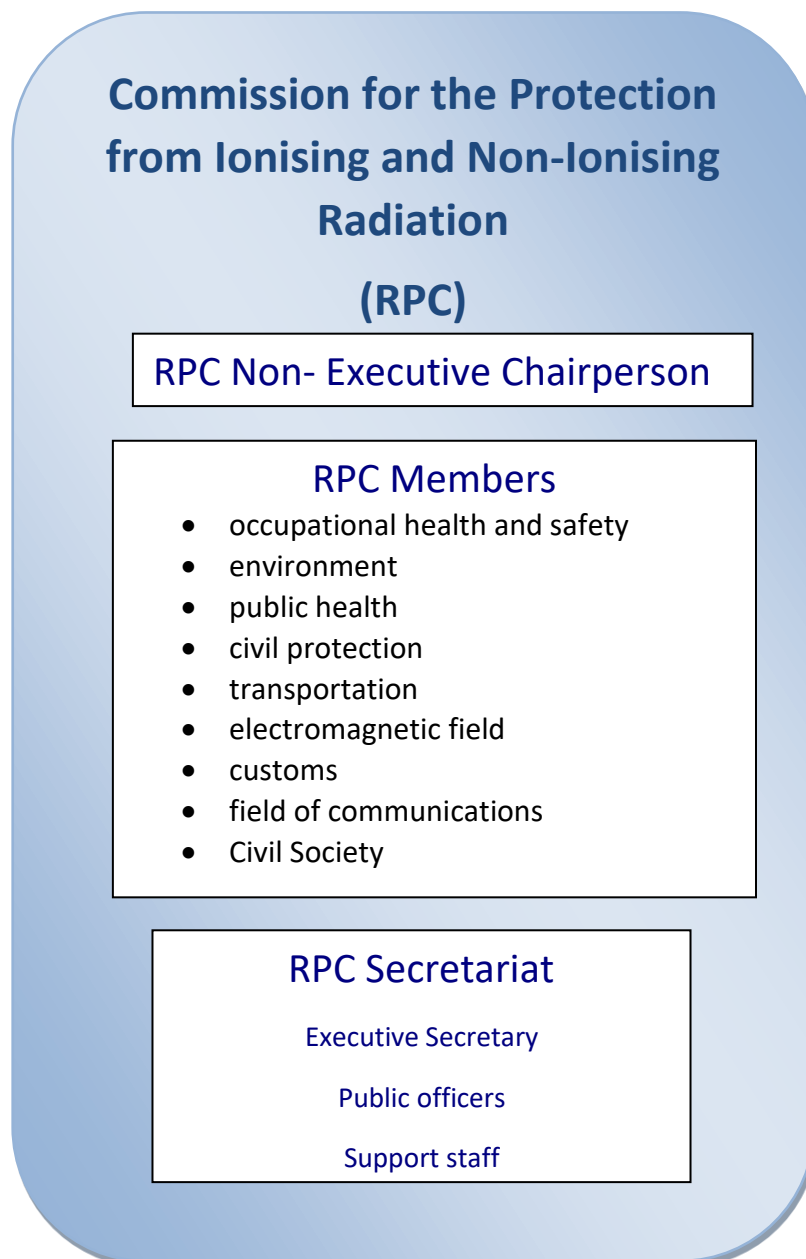 Commission for the Protection
from Ionising and Non-Ionising
Radiation
(RPC)
RPC Non- Executive Chairperson
RPC Members
• occupational health and safety
• environment
• public health
• civil protection
• transportation
• electromagnetic field
• customs
• field of communications
• Civil Society
RPC Secretariat
Executive Secretary
Public officers
Support staff